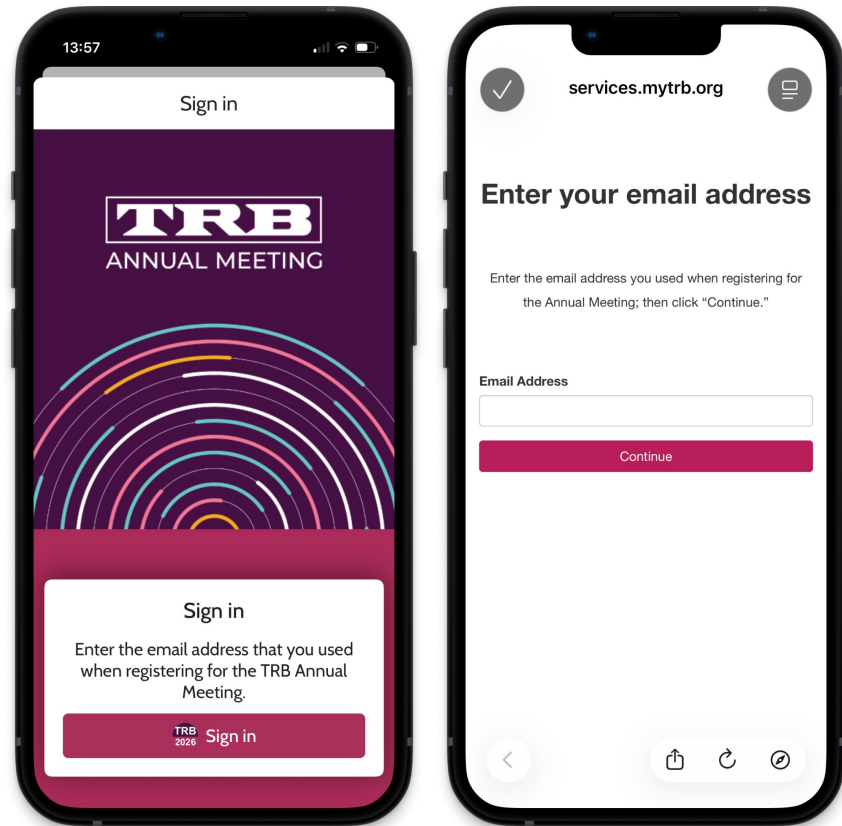 13:57
Sign in
TRB
ANNUAL MEETING
Sign in
Enter the email address that you used
when registering for the TRB Annual
Meeting.
TRB
2026
Sign in
services.mytrb.org
Enter your email address
Enter the email address you used when registering for
the Annual Meeting; then click “Continue.”
Email Address
Continue